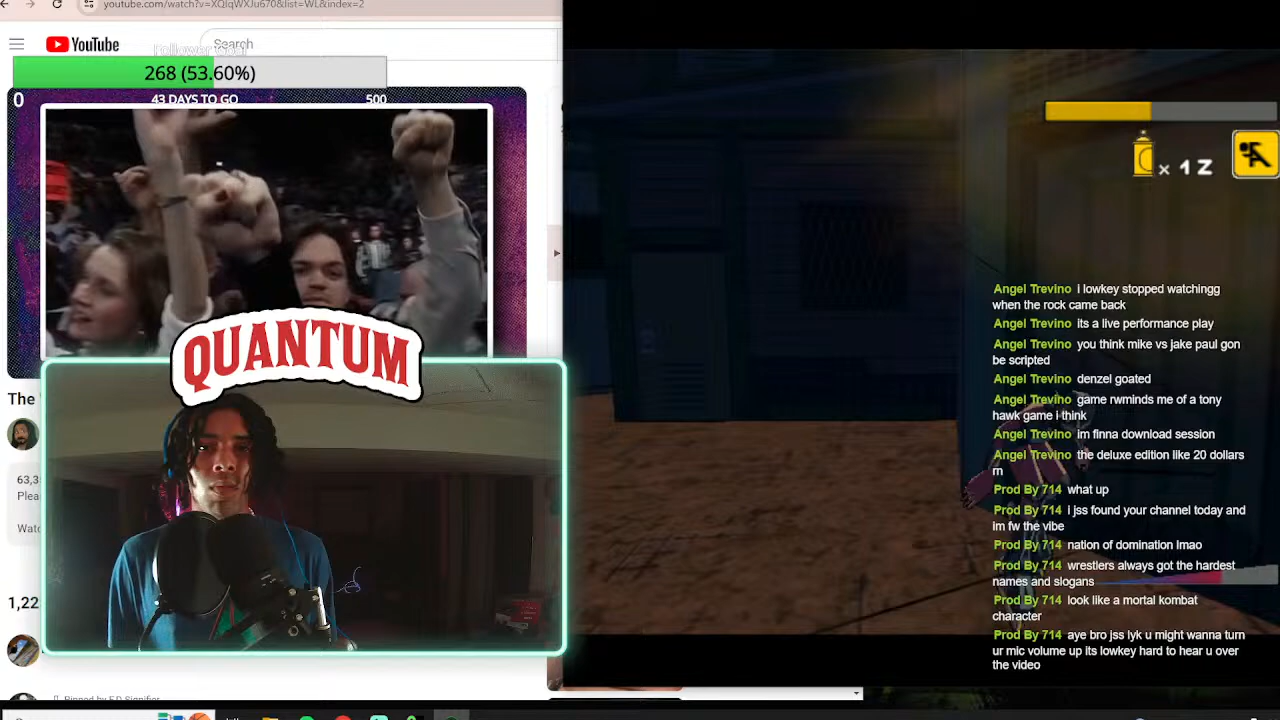 youtube.com/watch?v=XQIqWXJu670&list=WL&index=2
YouTube
Search
Follower Goal
268 (53.60%)
0
43 DAYS TO GO
500
x 1 Z
QUANTUM
The
63,3
Plea
Watc
1,22
Pinned by F.D Signifier
Angel Trevino i lowkey stopped watchingg
when the rock came back
Angel Trevino its a live performance play
Angel Trevino you think mike vs jake paul gon
be scripted
Angel Trevino denzel goated
Angel Trevino game rwminds me of a tony
hawk game i think
Angel Trevino im finna download session
Angel Trevino the deluxe edition like 20 dollars
m
Prod By 714 what up
Prod By 714 i jss found your channel today and
im fw the vibe
Prod By 714 nation of domination lmao
Prod By 714 wrestlers always got the hardest
names and slogans
Prod By 714 look like a mortal kombat
character
Prod By 714 aye bro jss lyk u might wanna turn
ur mic volume up its lowkey hard to hear u over
the video